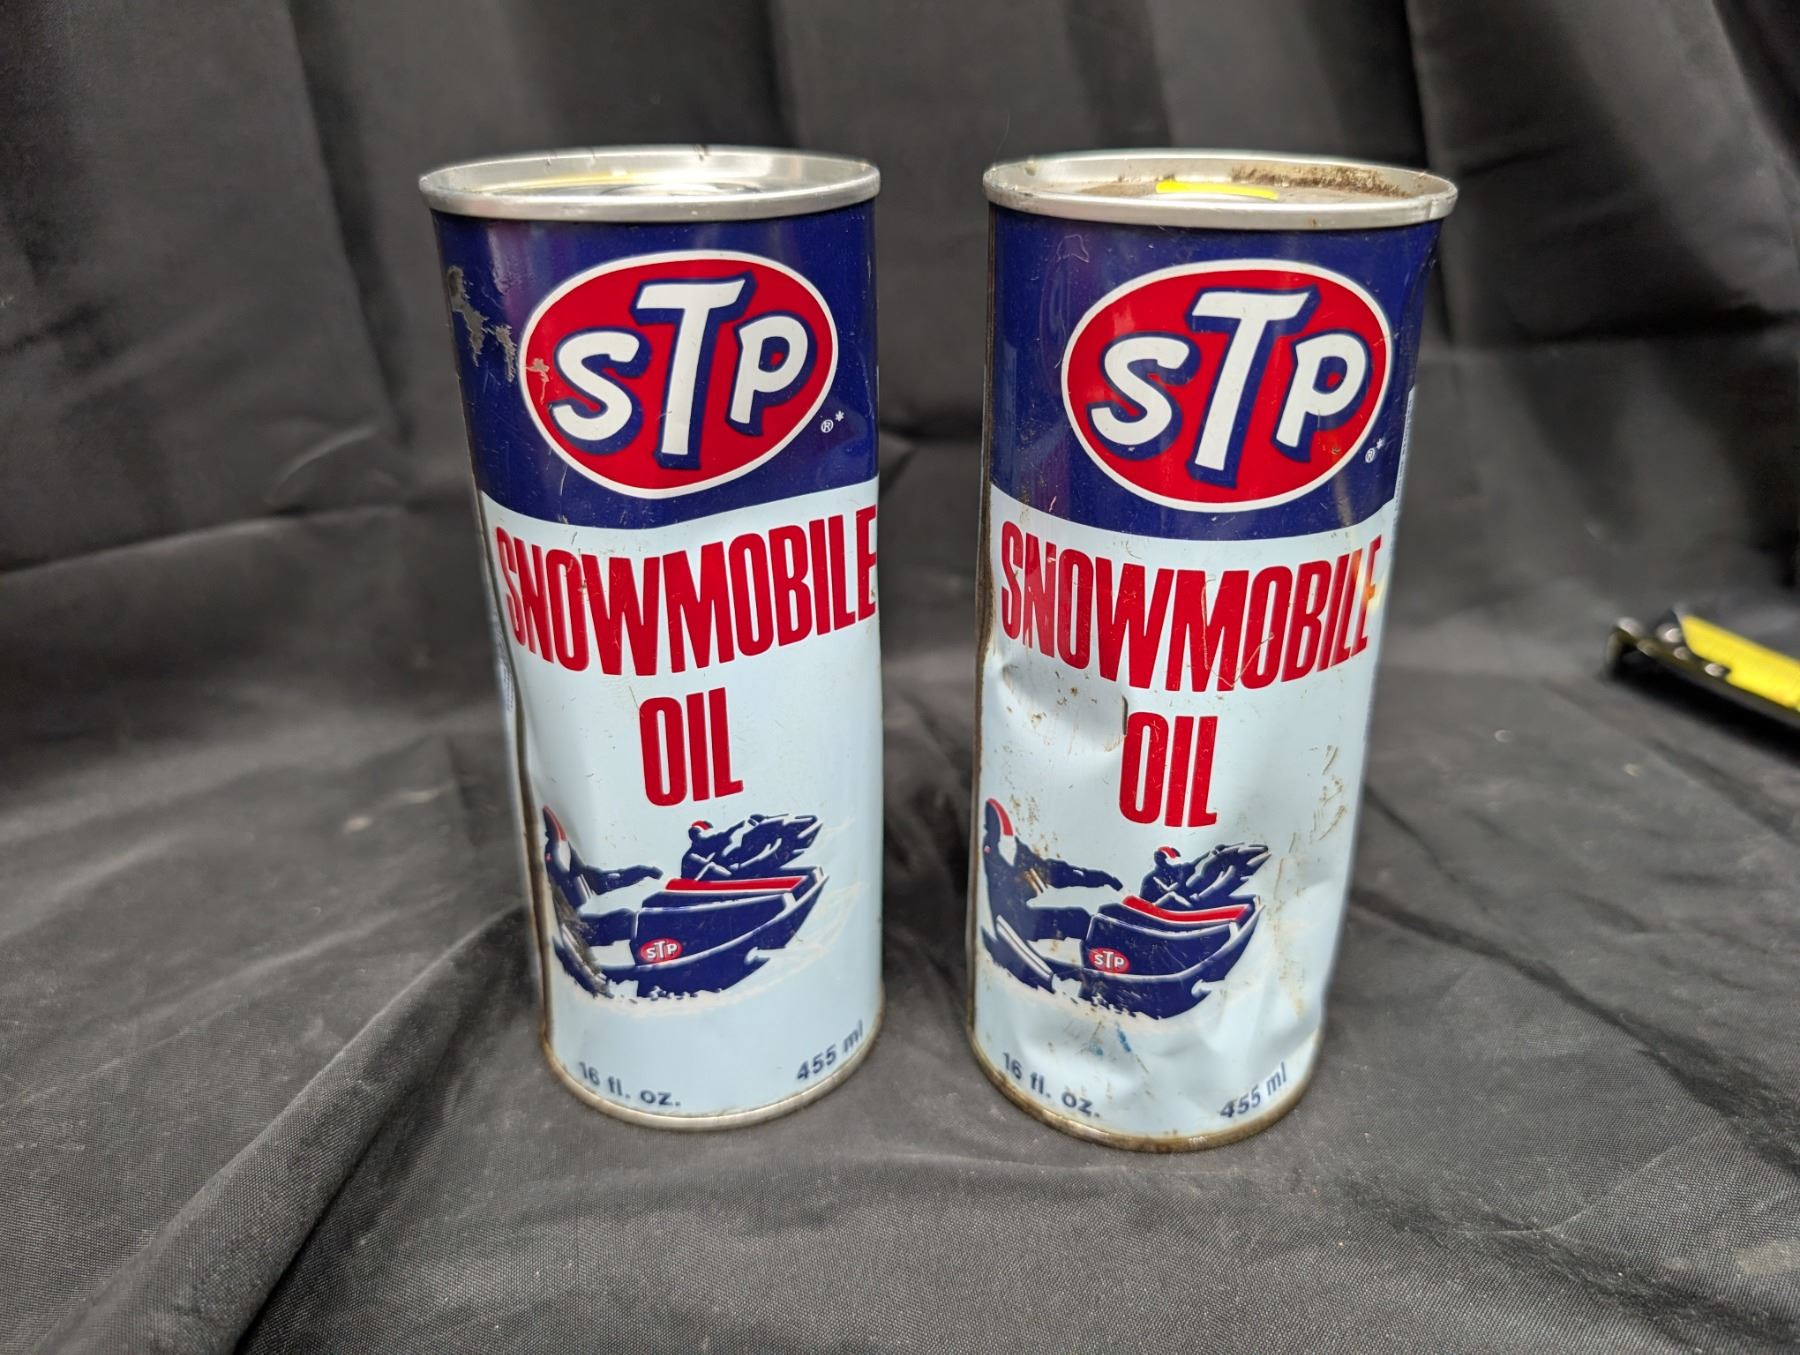 STP
®
SNOWMOBILE
OIL
STP
16 fl. oz. 455 ml
STP
®
SNOWMOBILE
OIL
STP
16 fl. oz. 455 ml